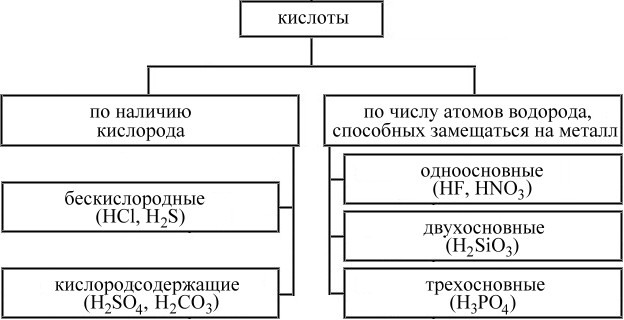 кислоты
по наличию
кислорода
бескислородные
(HCl, H₂S)
кислородсодержащие
(H₂SO₄, H₂CO₃)
по числу атомов водорода,
способных замещаться на металл
одноосновные
(HF, HNO₃)
двухосновные
(H₂SiO₃)
трехосновные
(H₃PO₄)